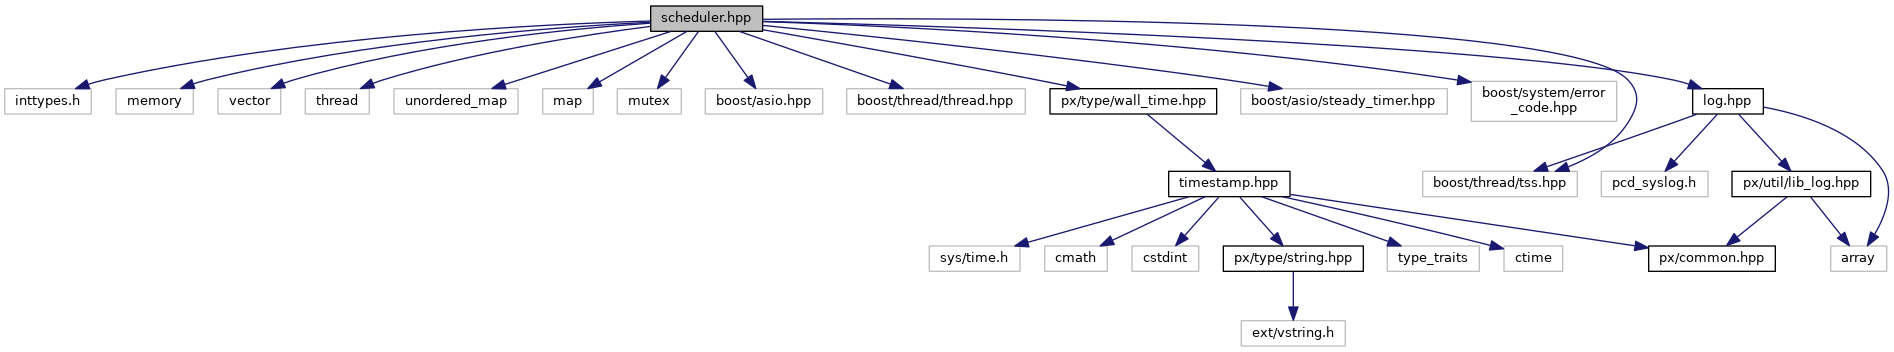 scheduler.hpp
inttypes.h
memory
vector
thread
unordered_map
map
mutex
boost/asio.hpp
boost/thread/thread.hpp
px/type/wall_time.hpp
boost/asio/steady_timer.hpp
boost/system/error
_code.hpp
log.hpp
timestamp.hpp
boost/thread/tss.hpp
pcd_syslog.h
px/util/lib_log.hpp
sys/time.h
cmath
cstdint
px/type/string.hpp
type_traits
ctime
px/common.hpp
array
ext/vstring.h